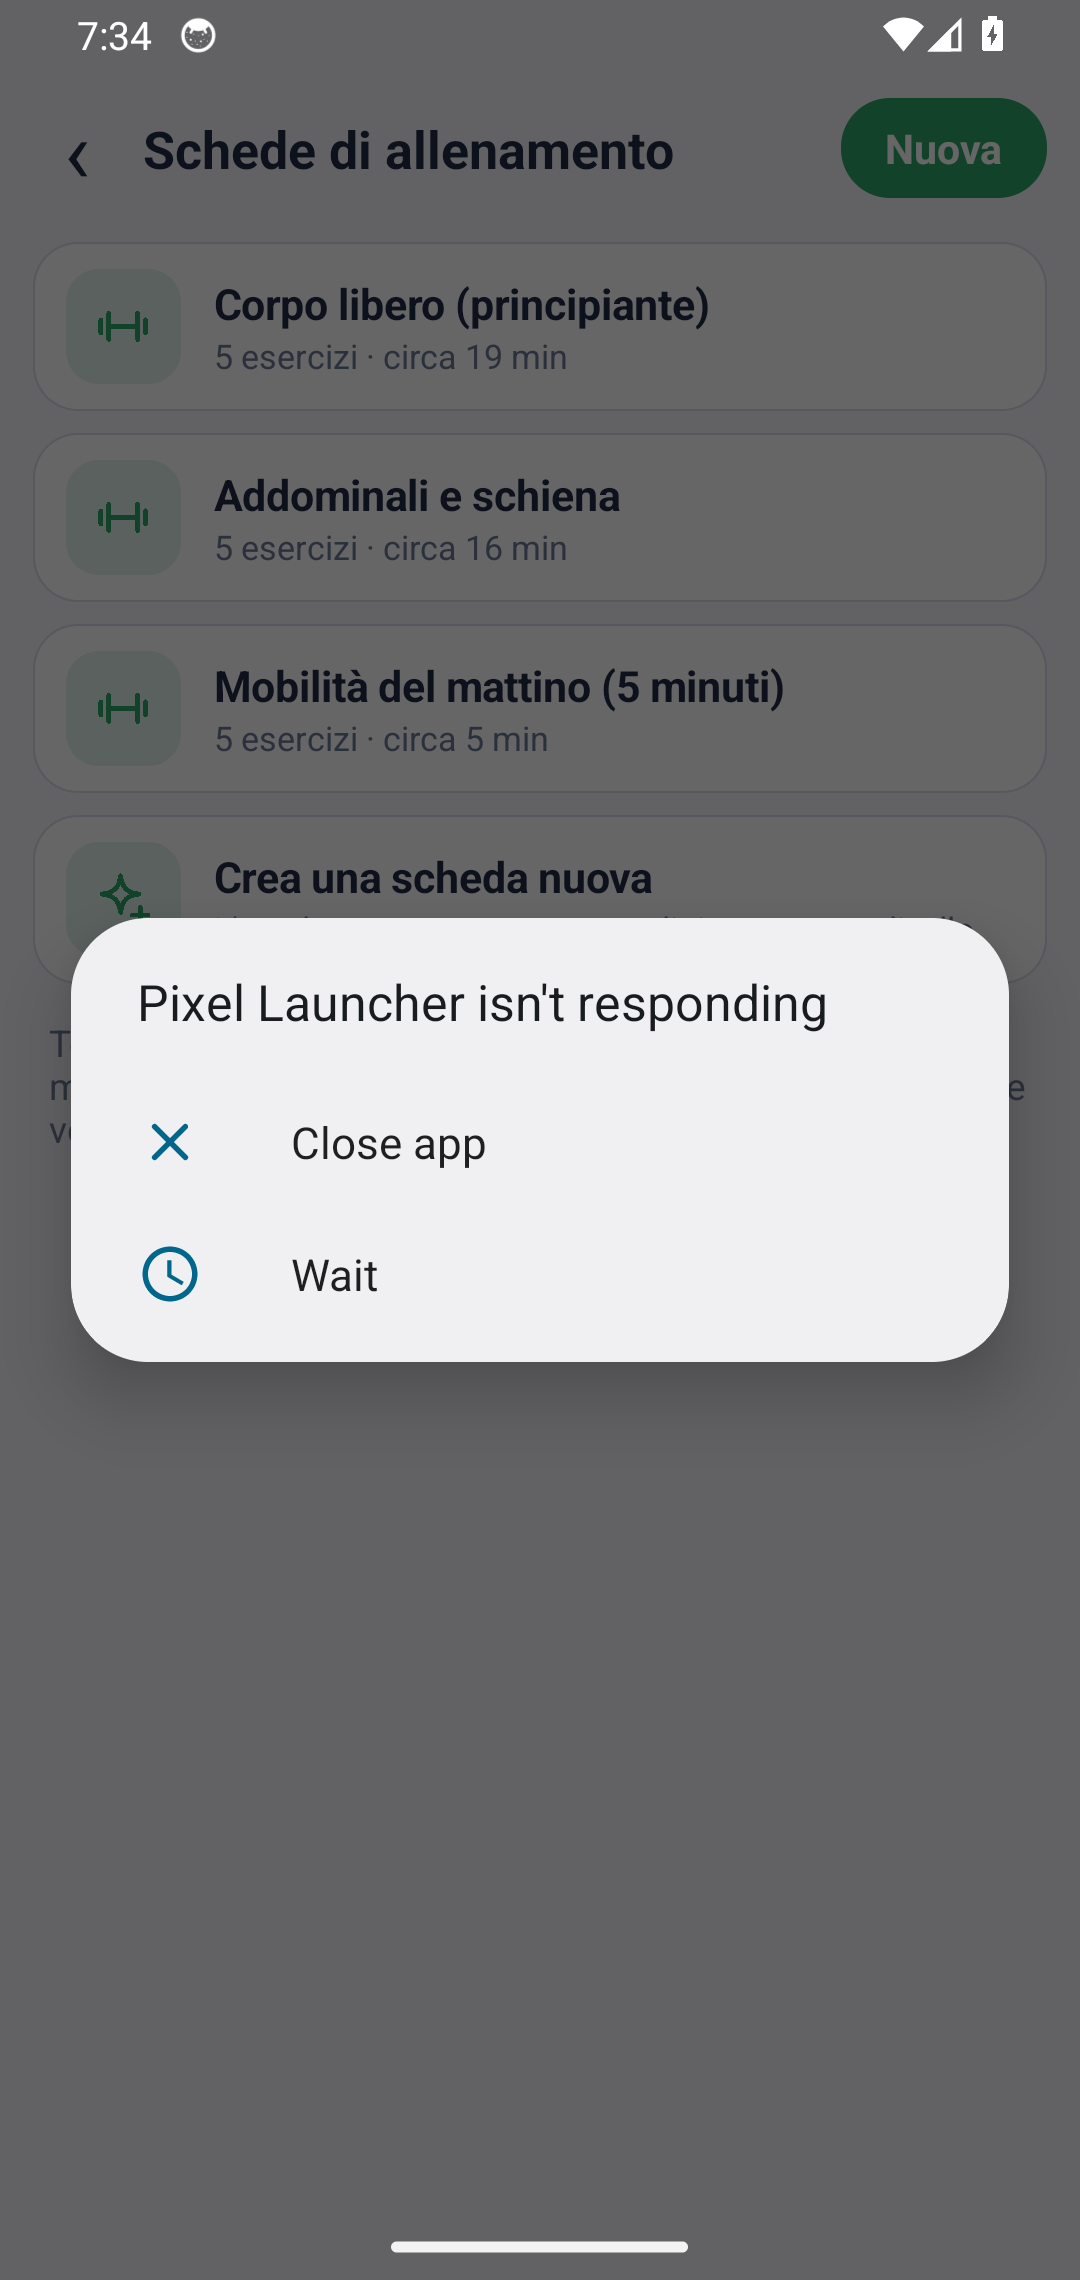 7:34
Schede di allenamento
Nuova
Corpo libero (principiante)
5 esercizi · circa 19 min
Addominali e schiena
5 esercizi · circa 16 min
Mobilità del mattino (5 minuti)
5 esercizi · circa 5 min
Crea una scheda nuova
Pixel Launcher isn't responding
Close app
Wait